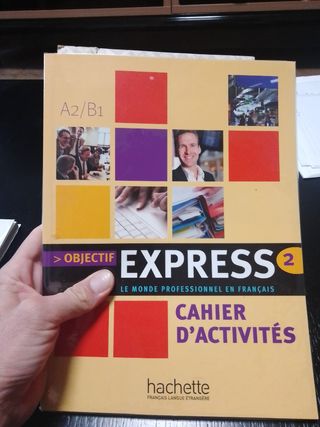 A2/B1
> OBJECTIF
EXPRESS 2
LE MONDE PROFESSIONNEL EN FRANÇAIS
CAHIER
D'ACTIVITÉS
hachette
FRANÇAIS LANGUE ÉTRANGÈRE